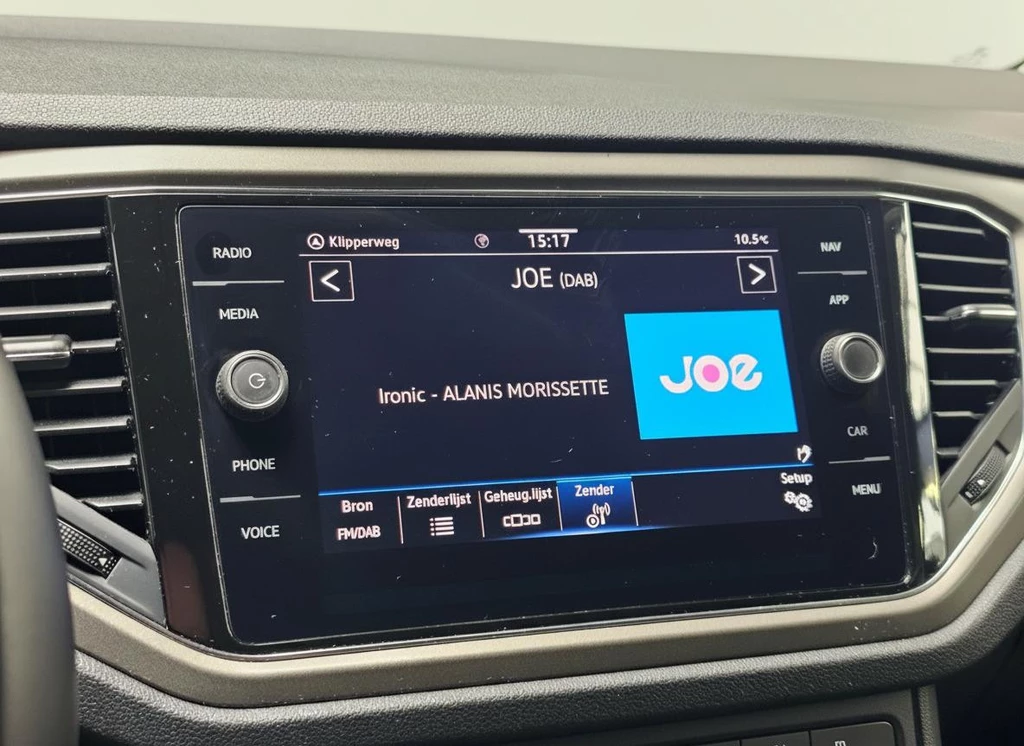 RADIO
MEDIA
PHONE
VOICE
Klipperweg
15:17
10.5°C
JOE (DAB)
Ironic - ALANIS MORISSETTE
JOe
Bron
FM/DAB
Zenderlijst
Geheug.lijst
Zender
Setup
NAV
APP
CAR
MENU